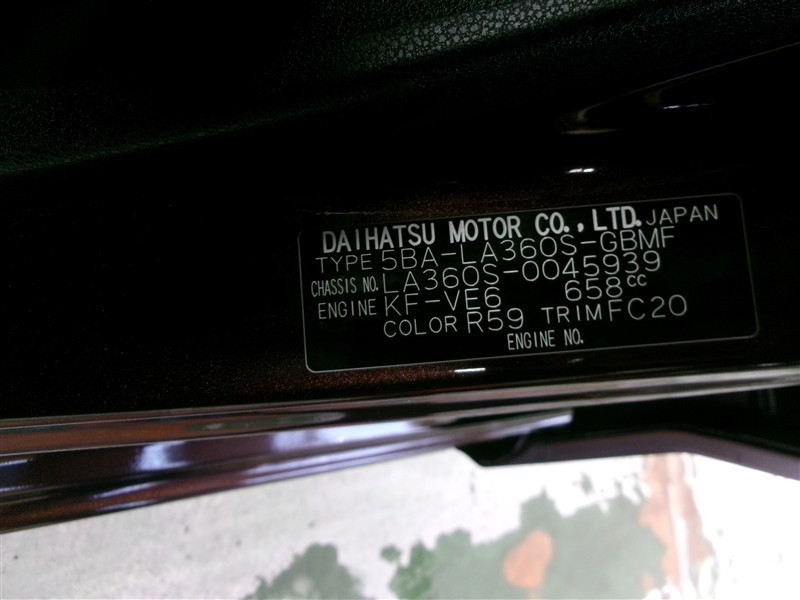 DAIHATSU MOTOR CO., LTD. JAPAN
TYPE 5BA-LA360S-GBMF
CHASSIS NO. LA360S-0045939
ENGINE KF-VE6 658cc
COLOR R59 TRIM FC20
ENGINE NO.